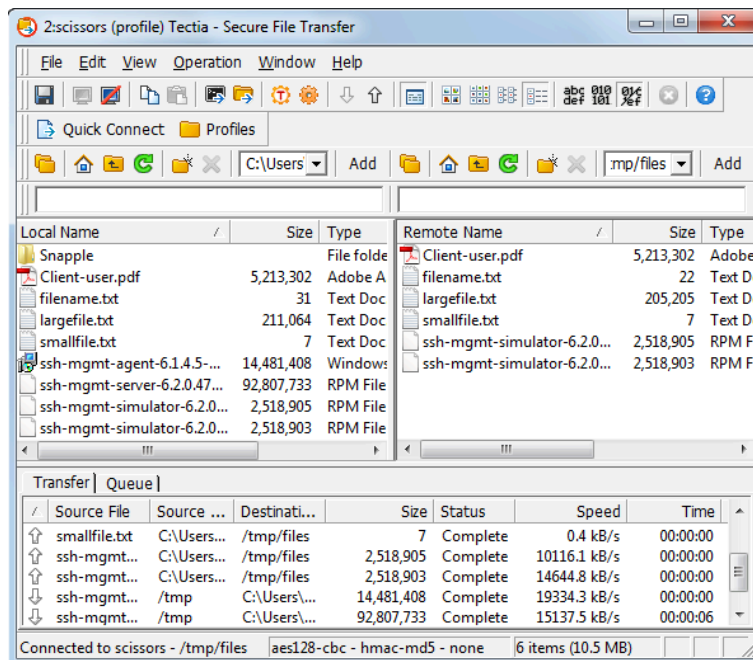 2:scissors (profile) Tectia - Secure File Transfer
File Edit View Operation Window Help
abc def 010 101
Quick Connect Profiles
C:\Users Add :mp/files Add
Local Name Size Type Remote Name Size Type
Snapple File folde Client-user.pdf 5,213,302 Adobe
Client-user.pdf 5,213,302 Adobe A filename.txt 22 Text D
filename.txt 31 Text Doc largefile.txt 205,205 Text D
largefile.txt 211,064 Text Doc smallfile.txt 7 Text D
smallfile.txt 7 Text Doc ssh-mgmt-simulator-6.2.0... 2,518,905 RPM F
ssh-mgmt-agent-6.1.4.5-... 14,481,408 Windows ssh-mgmt-simulator-6.2.0... 2,518,903 RPM F
ssh-mgmt-server-6.2.0.47... 92,807,733 RPM File
ssh-mgmt-simulator-6.2.0... 2,518,905 RPM File
ssh-mgmt-simulator-6.2.0... 2,518,903 RPM File
Transfer Queue
/ Source File Source ... Destinati... Size Status Speed Time
smallfile.txt C:\Users... /tmp/files 7 Complete 0.4 kB/s 00:00:00
ssh-mgmt... C:\Users... /tmp/files 2,518,905 Complete 10116.1 kB/s 00:00:00
ssh-mgmt... C:\Users... /tmp/files 2,518,903 Complete 14644.8 kB/s 00:00:00
ssh-mgmt... /tmp C:\Users\... 14,481,408 Complete 19334.3 kB/s 00:00:00
ssh-mgmt... /tmp C:\Users\... 92,807,733 Complete 15137.5 kB/s 00:00:06
Connected to scissors - /tmp/files aes128-cbc - hmac-md5 - none 6 items (10.5 MB)